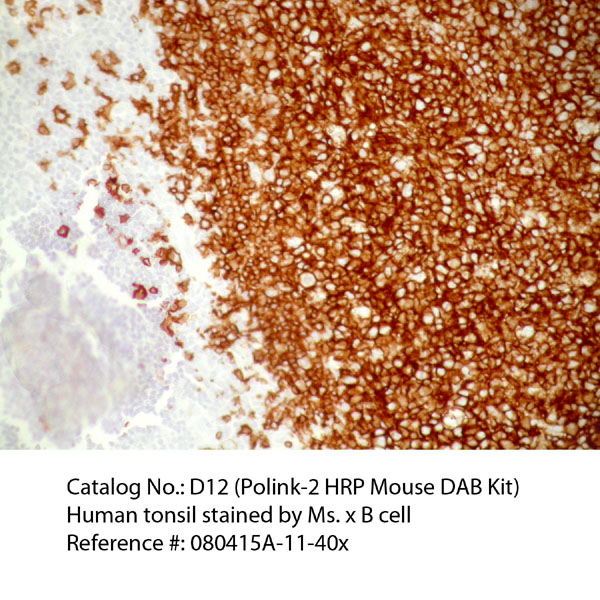 Catalog No.: D12 (Polink-2 HRP Mouse DAB Kit)
Human tonsil stained by Ms. x B cell
Reference #: 080415A-11-40x